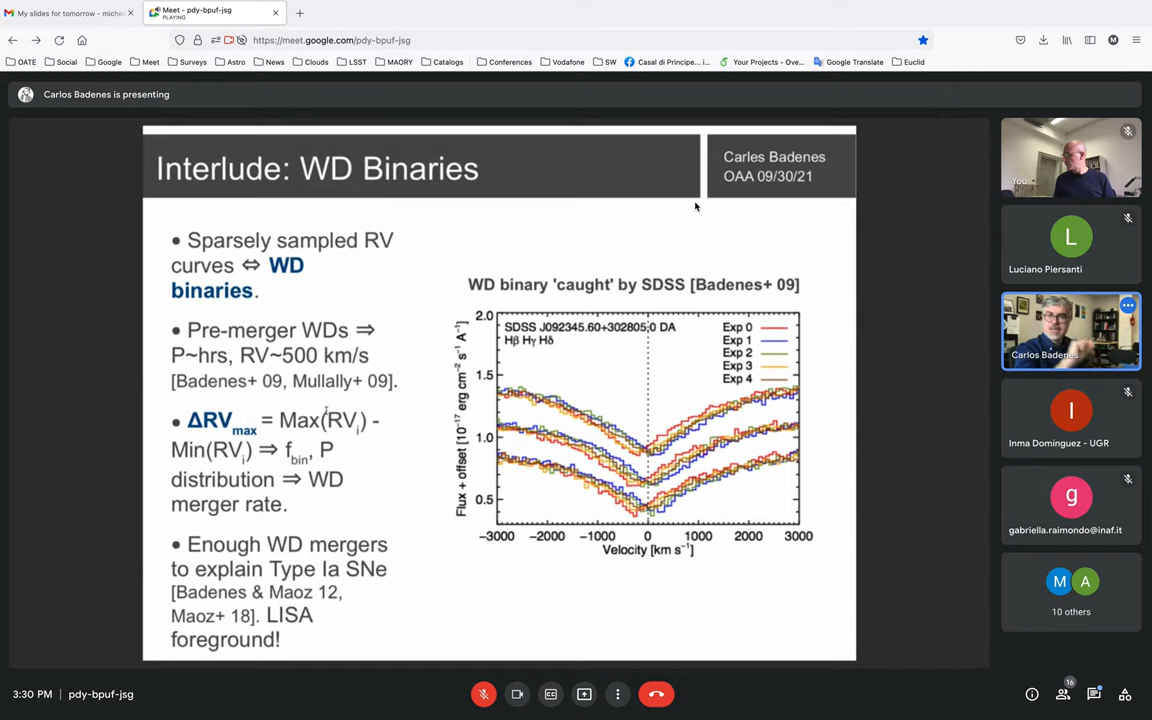 My slides for tomorrow - michel
Meet - pdy-bpuf-jsg
PLAYING
https://meet.google.com/pdy-bpuf-jsg
OATE Social Google Meet Surveys Astro News Clouds LSST MAORY Catalogs Conferences Vodafone SW Casal di Principe... i... Your Projects - Ove... Google Translate Euclid
Carlos Badenes is presenting
Interlude: WD Binaries
Carles Badenes
OAA 09/30/21
• Sparsely sampled RV
curves ⇔ WD
binaries.
• Pre-merger WDs ⇒
P~hrs, RV~500 km/s
[Badenes+ 09, Mullally+ 09].
• ΔRVmax = Max(RVi) -
Min(RVi) ⇒ fbin, P
distribution ⇒ WD
merger rate.
• Enough WD mergers
to explain Type Ia SNe
[Badenes & Maoz 12,
Maoz+ 18]. LISA
foreground!
WD binary 'caught' by SDSS [Badenes+ 09]
SDSS J092345.60+302805.0 DA
Hβ Hγ Hδ
Exp 0
Exp 1
Exp 2
Exp 3
Exp 4
2.0
1.5
1.0
0.5
Flux + offset [10⁻¹⁷ erg cm⁻² s⁻¹ A⁻¹]
−3000 −2000 −1000 0 1000 2000 3000
Velocity [km s⁻¹]
You
L
Luciano Piersanti
Carlos Badenes
I
Inma Dominguez - UGR
g
gabriella.raimondo@inaf.it
M A
10 others
3:30 PM | pdy-bpuf-jsg
16